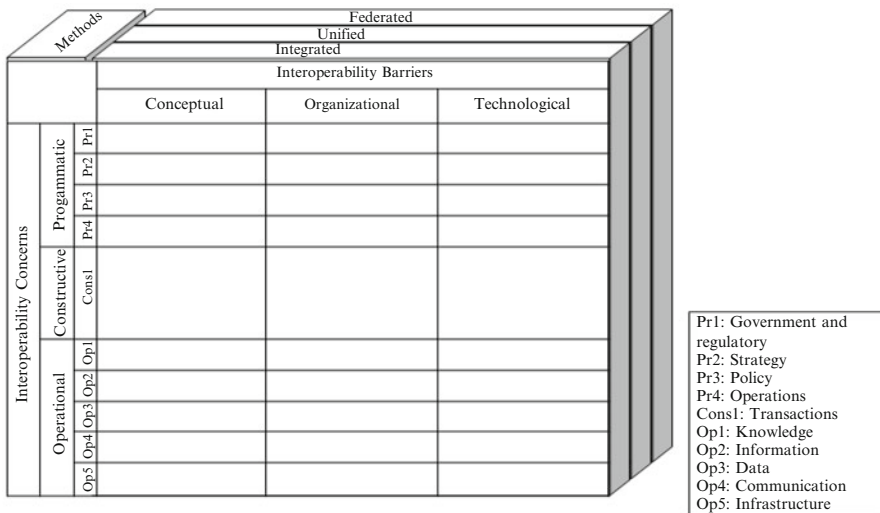 Methods
Federated
Unified
Integrated
Interoperability Barriers
Conceptual
Organizational
Technological
Interoperability Concerns
Progammatic
Pr1
Pr2
Pr3
Pr4
Constructive
Cons1
Operational
Op1
Op2
Op3
Op4
Op5
Pr1: Government and
regulatory
Pr2: Strategy
Pr3: Policy
Pr4: Operations
Cons1: Transactions
Op1: Knowledge
Op2: Information
Op3: Data
Op4: Communication
Op5: Infrastructure